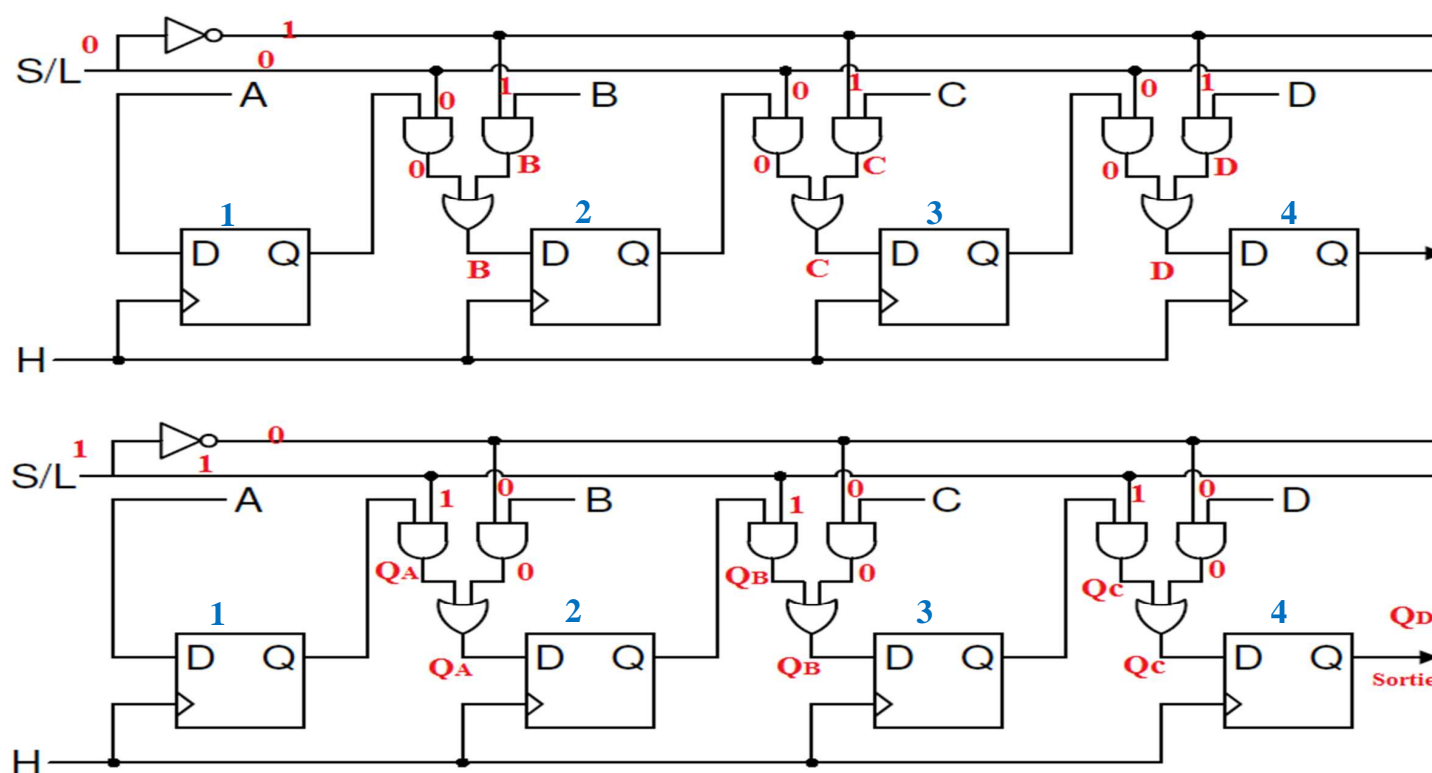 0 1
S/L 0
A 0 1 B 0 1 C 0 1 D
0 B 0 C 0 D
1 2 3 4
D Q D Q D Q D Q
B C D
H
1 0
S/L 1
A 1 0 B 1 0 C 1 0 D
QA 0 QB 0 Qc 0
1 2 3 4 QD
D Q D Q D Q D Q
QA QB Qc Sortie
H